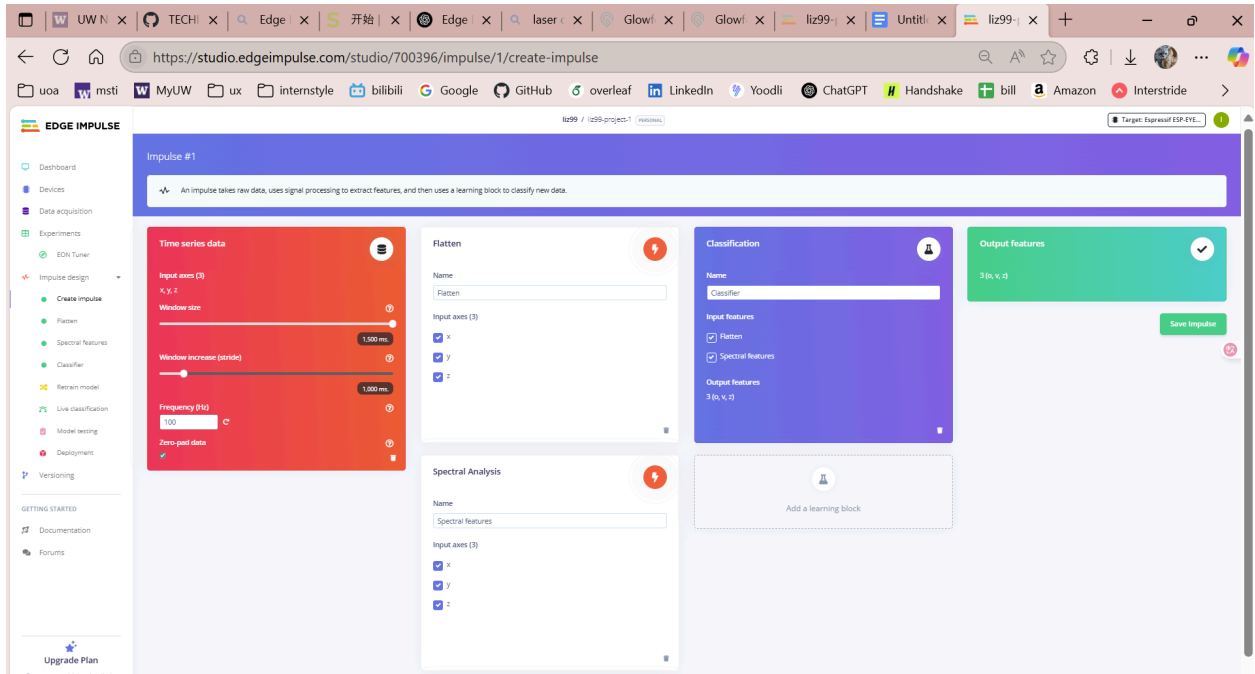 UW N
TECH
Edge
开始 |
Edge
laser c
Glowf
Glowf
liz99-p
Untitle
liz99-p
https://studio.edgeimpulse.com/studio/700396/impulse/1/create-impulse
uoa
msti
MyUW
ux
internstyle
bilibili
Google
GitHub
overleaf
LinkedIn
Yoodli
ChatGPT
Handshake
bill
Amazon
Interstride
EDGE IMPULSE
liz99 / liz99-project-1 PERSONAL
Target: Espressif ESP-EYE...
Dashboard
Devices
Data acquisition
Experiments
EON Tuner
Impulse design
Create impulse
Flatten
Spectral features
Classifier
Retrain model
Live classification
Model testing
Deployment
Versioning
GETTING STARTED
Documentation
Forums
Upgrade Plan
Impulse #1
An impulse takes raw data, uses signal processing to extract features, and then uses a learning block to classify new data.
Time series data
Input axes (3)
x, y, z
Window size
1,500 ms.
Window increase (stride)
1,000 ms.
Frequency (Hz)
100
Zero-pad data
Flatten
Name
Flatten
Input axes (3)
x
y
z
Spectral Analysis
Name
Spectral features
Input axes (3)
x
y
z
Classification
Name
Classifier
Input features
Flatten
Spectral features
Output features
3 (o, v, z)
Add a learning block
Output features
3 (o, v, z)
Save Impulse